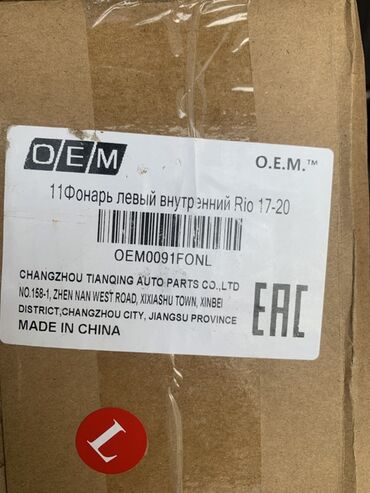 OEM
O.E.M.™
11Фонарь левый внутренний Rio 17-20
OEM0091FONL
CHANGZHOU TIANQING AUTO PARTS CO.,LTD
NO.158-1, ZHEN NAN WEST ROAD, XIXIASHU TOWN, XINBEI
DISTRICT,CHANGZHOU CITY, JIANGSU PROVINCE
MADE IN CHINA
EAC
L